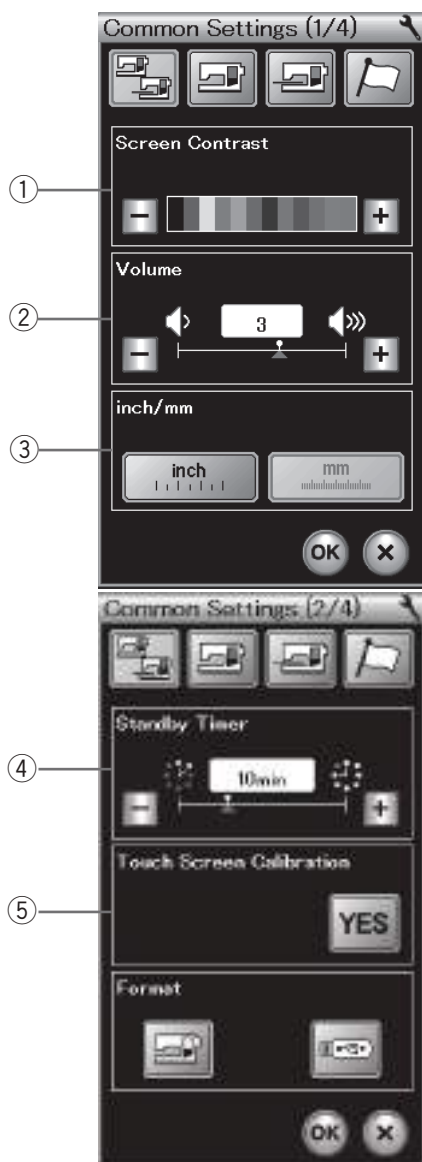 Common Settings (1/4)
Screen Contrast
①
− +
Volume
②
3
− +
inch/mm
③
inch mm
OK ×
Common Settings (2/4)
Standby Timer
④
10min
− +
Touch Screen Calibration
⑤
YES
Format
OK ×